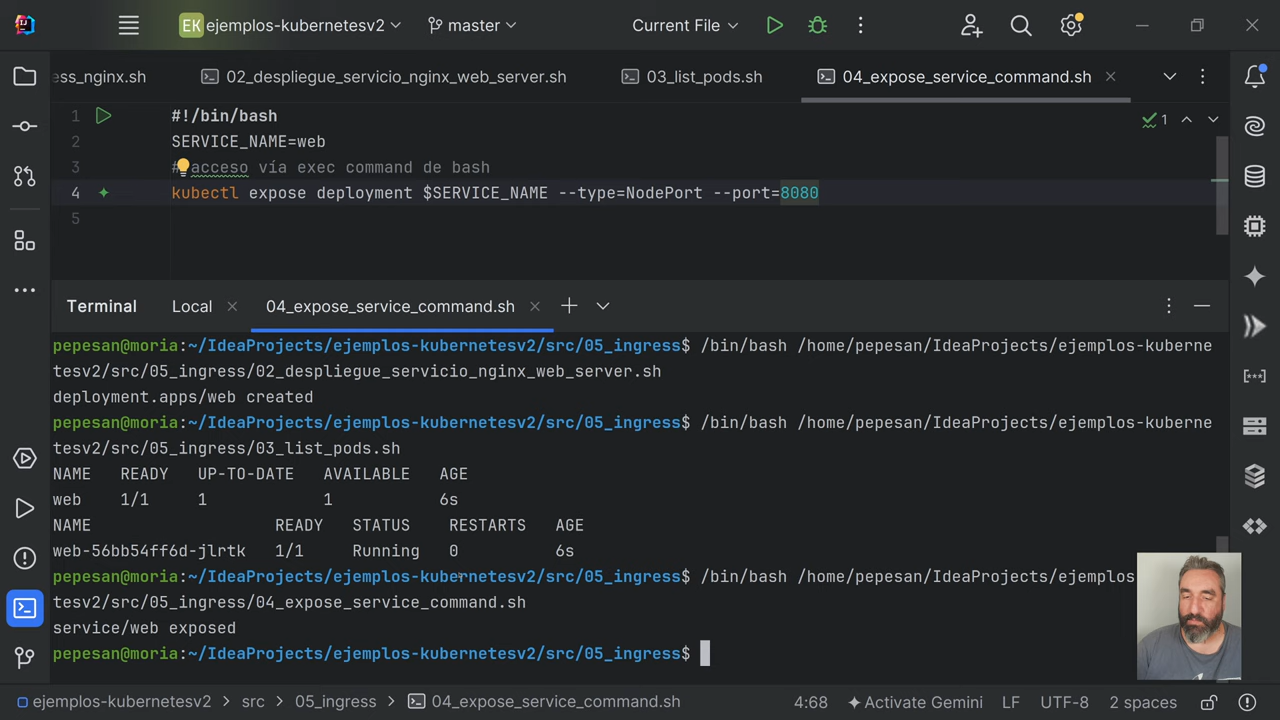 EK ejemplos-kubernetesv2 master Current File
ess_nginx.sh 02_despliegue_servicio_nginx_web_server.sh 03_list_pods.sh 04_expose_service_command.sh
1 #!/bin/bash
2 SERVICE_NAME=web
3 # acceso vía exec command de bash
4 kubectl expose deployment $SERVICE_NAME --type=NodePort --port=8080
5
1
Terminal Local 04_expose_service_command.sh
pepesan@moria:~/IdeaProjects/ejemplos-kubernetesv2/src/05_ingress$ /bin/bash /home/pepesan/IdeaProjects/ejemplos-kuberne
tesv2/src/05_ingress/02_despliegue_servicio_nginx_web_server.sh
deployment.apps/web created
pepesan@moria:~/IdeaProjects/ejemplos-kubernetesv2/src/05_ingress$ /bin/bash /home/pepesan/IdeaProjects/ejemplos-kuberne
tesv2/src/05_ingress/03_list_pods.sh
NAME READY UP-TO-DATE AVAILABLE AGE
web 1/1 1 1 6s
NAME READY STATUS RESTARTS AGE
web-56bb54ff6d-jlrtk 1/1 Running 0 6s
pepesan@moria:~/IdeaProjects/ejemplos-kubernetesv2/src/05_ingress$ /bin/bash /home/pepesan/IdeaProjects/ejemplos
tesv2/src/05_ingress/04_expose_service_command.sh
service/web exposed
pepesan@moria:~/IdeaProjects/ejemplos-kubernetesv2/src/05_ingress$
ejemplos-kubernetesv2 > src > 05_ingress > 04_expose_service_command.sh 4:68 Activate Gemini LF UTF-8 2 spaces